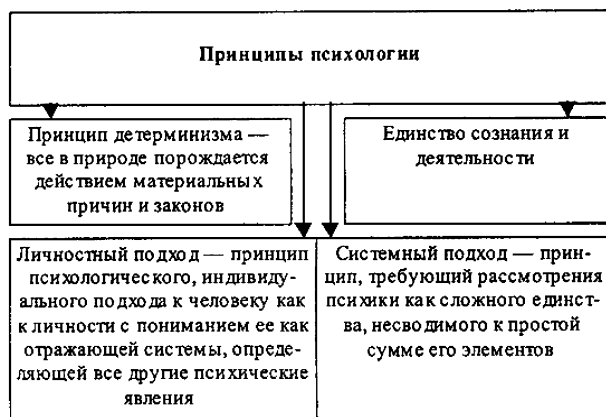 Принципы психологии
Принцип детерминизма —
все в природе порождается
действием материальных
причин и законов
Единство сознания и
деятельности
Личностный подход — принцип
психологического, индивиду-
ального подхода к человеку как
к личности с пониманием ее как
отражающей системы, опреде-
ляющей все другие психические
явления
Системный подход — прин-
цип, требующий рассмотрения
психики как сложного единст-
ва, несводимого к простой
сумме его элементов